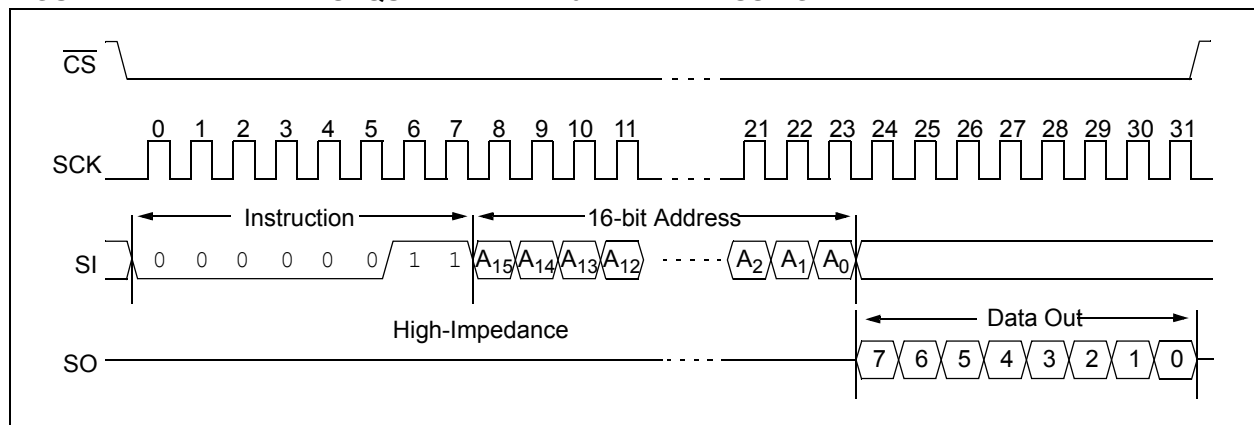 CS
0 1 2 3 4 5 6 7 8 9 10 11 21 22 23 24 25 26 27 28 29 30 31
SCK
Instruction 16-bit Address
SI 0 0 0 0 0 0 1 1 A15 A14 A13 A12 A2 A1 A0
High-Impedance Data Out
SO 7 6 5 4 3 2 1 0